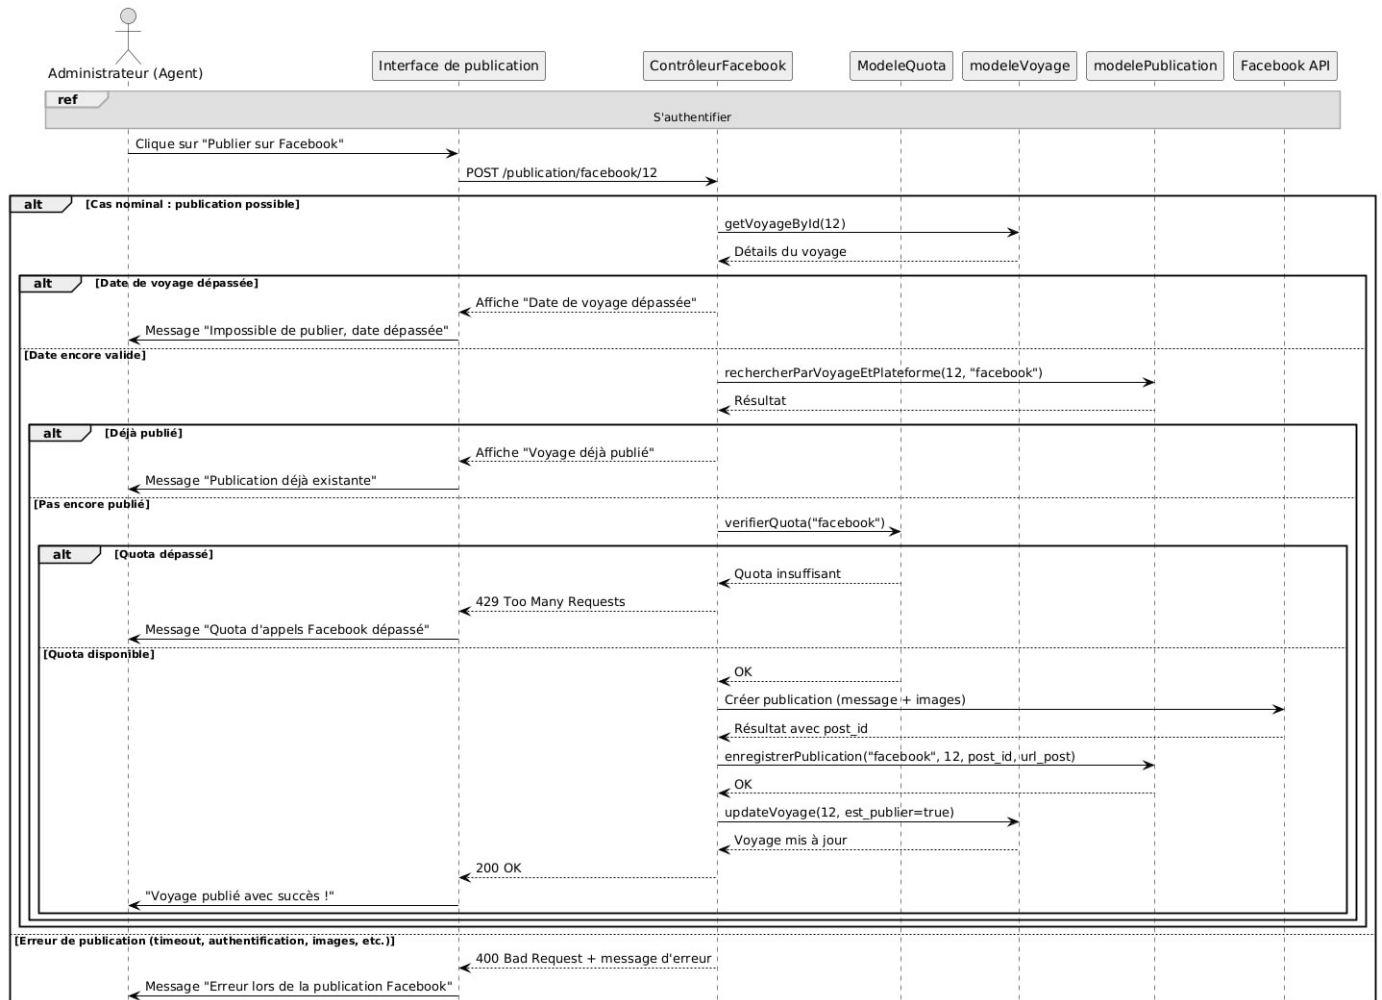 Administrateur (Agent)
Interface de publication
ContrôleurFacebook
ModeleQuota
modeleVoyage
modelePublication
Facebook API
ref
S'authentifier
Clique sur "Publier sur Facebook"
POST /publication/facebook/12
alt
[Cas nominal : publication possible]
getVoyageById(12)
Détails du voyage
alt
[Date de voyage dépassée]
Affiche "Date de voyage dépassée"
Message "Impossible de publier, date dépassée"
[Date encore valide]
rechercherParVoyageEtPlateforme(12, "facebook")
Résultat
alt
[Déjà publié]
Affiche "Voyage déjà publié"
Message "Publication déjà existante"
[Pas encore publié]
verifierQuota("facebook")
alt
[Quota dépassé]
Quota insuffisant
429 Too Many Requests
Message "Quota d'appels Facebook dépassé"
[Quota disponible]
OK
Créer publication (message + images)
Résultat avec post_id
enregistrerPublication("facebook", 12, post_id, url_post)
OK
updateVoyage(12, est_publier=true)
Voyage mis à jour
200 OK
"Voyage publié avec succès !"
[Erreur de publication (timeout, authentification, images, etc.)]
400 Bad Request + message d'erreur
Message "Erreur lors de la publication Facebook"